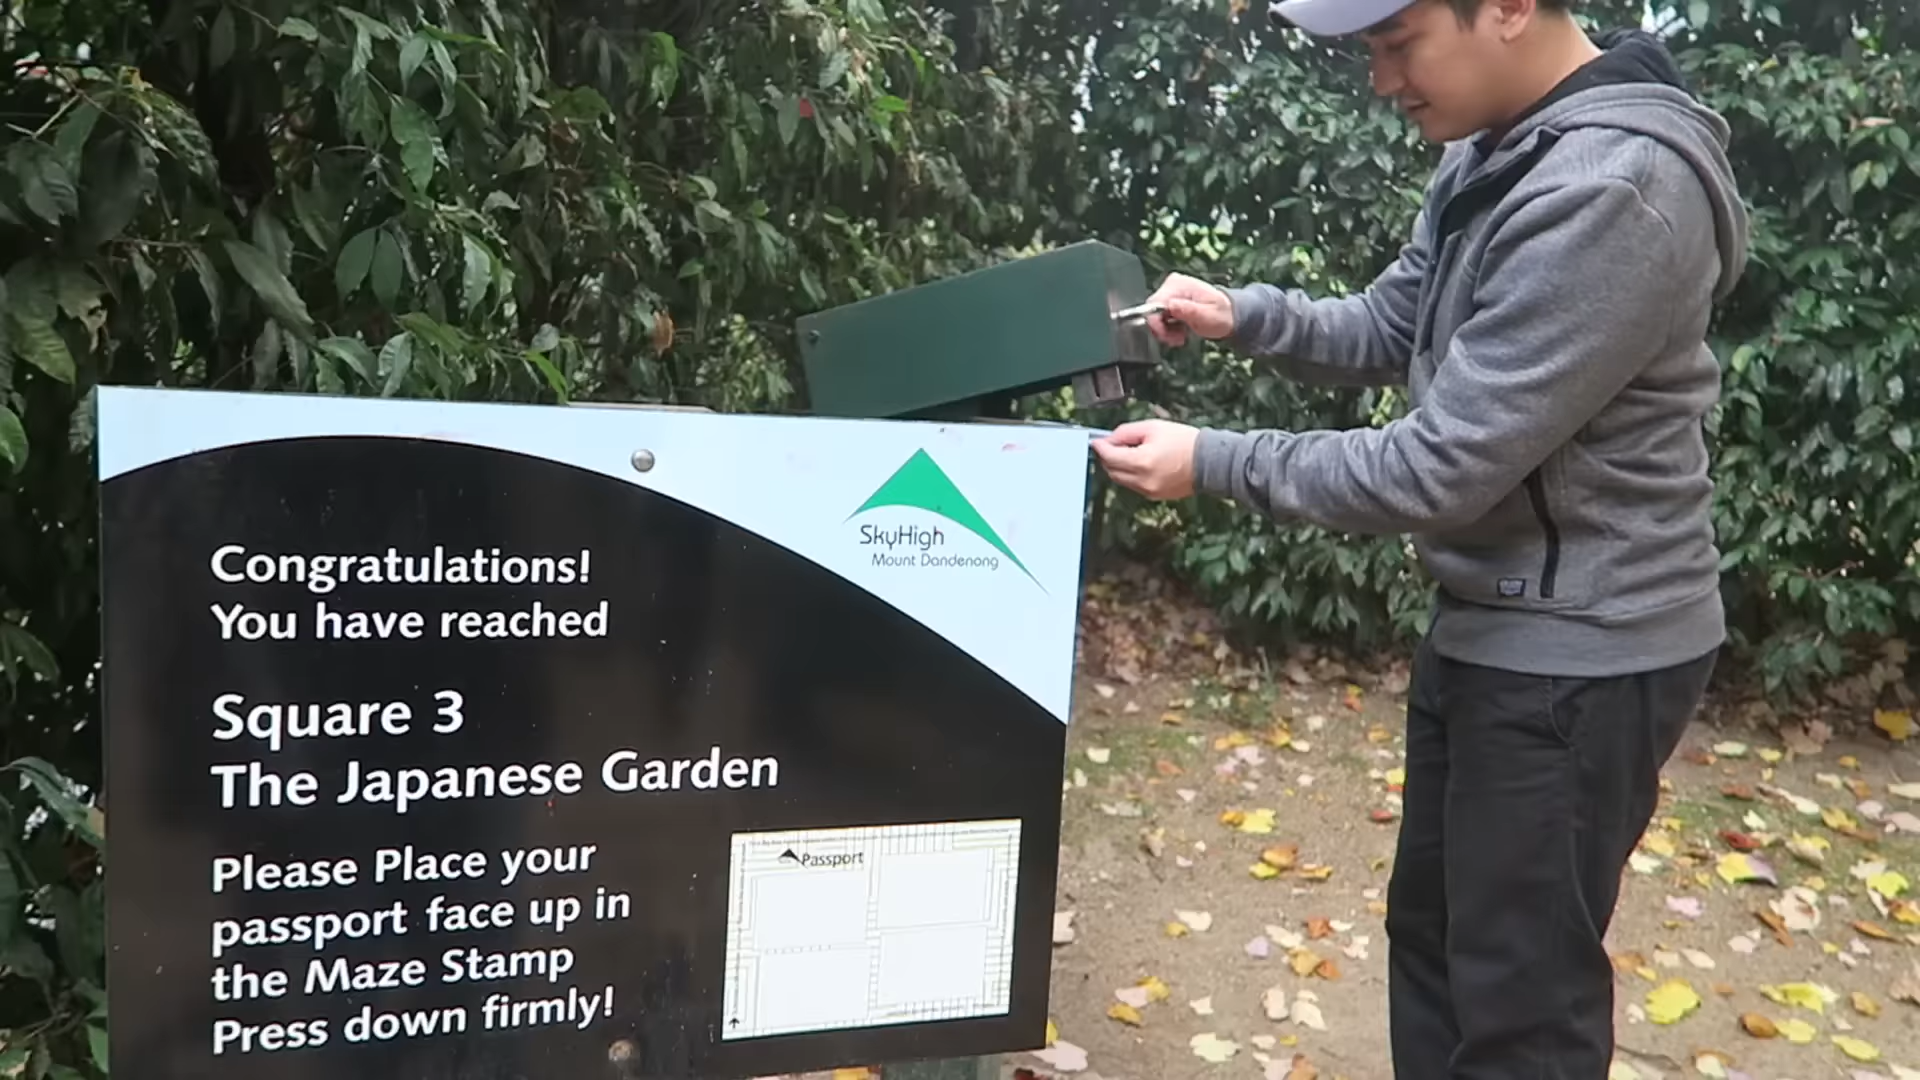 SkyHigh
Mount Dandenong
Congratulations!
You have reached
Square 3
The Japanese Garden
Please Place your
passport face up in
the Maze Stamp
Press down firmly!
Passport